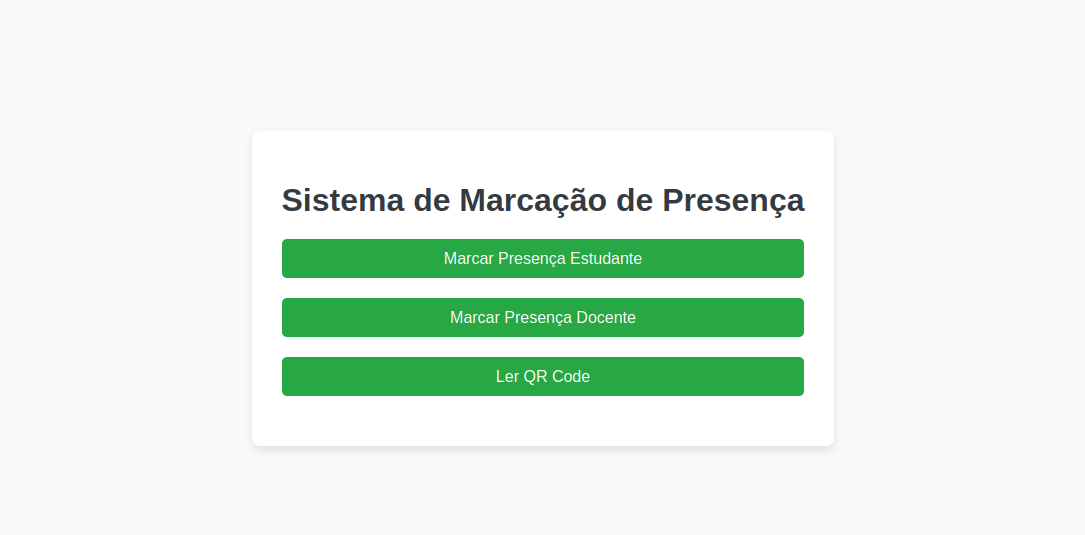 Sistema de Marcação de Presença
Marcar Presença Estudante
Marcar Presença Docente
Ler QR Code